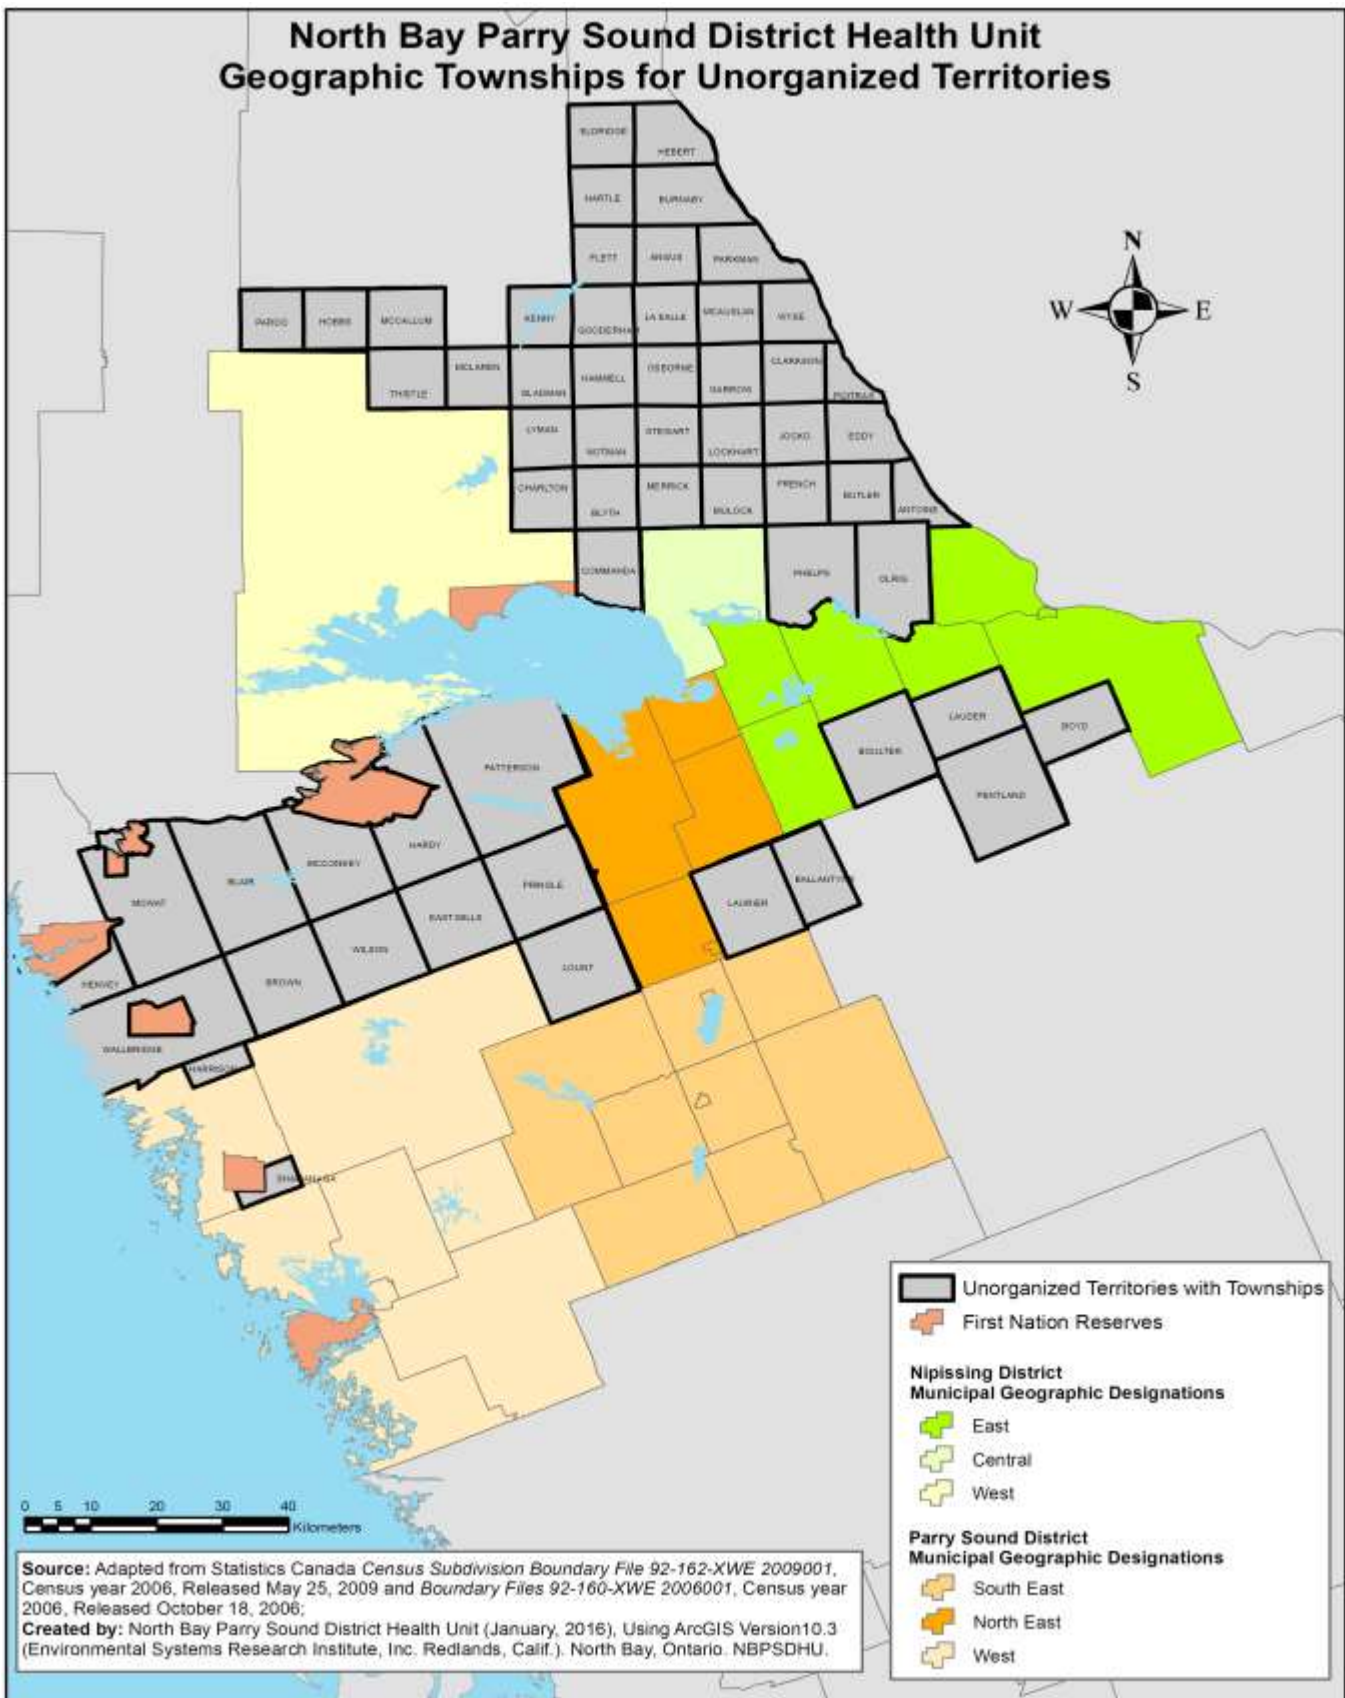 North Bay Parry Sound District Health Unit
Geographic Townships for Unorganized Territories
ELDRIDGE
HEBERT
HARTLE
BURNABY
FLETT
ANGUS
PARKMAN
N
W
E
S
PARDO
HOBBS
MCCALLUM
KENNY
GOODERHAM
LA SALLE
MCAUSLAN
WYSE
THISTLE
MCLAREN
GLADMAN
HAMMELL
OSBORNE
GARROW
CLARKSON
POITRAS
LYMAN
NOTMAN
STEWART
LOCKHART
JOCKO
EDDY
CHARLTON
BLYTH
MERRICK
MULOCK
FRENCH
BUTLER
ANTOINE
COMMANDA
PHELPS
OLRIG
PATTERSON
BOULTER
LAUDER
BOYD
PENTLAND
MOWAT
BLAIR
MCCONKEY
HARDY
PRINGLE
LAURIER
BALLANTYNE
HENVEY
BROWN
WILSON
EAST MILLS
LOUNT
WALLBRIDGE
HARRISON
SHAWANAGA
Unorganized Territories with Townships
First Nation Reserves
Nipissing District
Municipal Geographic Designations
East
Central
West
Parry Sound District
Municipal Geographic Designations
South East
North East
West
0 5 10 20 30 40
Kilometers
Source: Adapted from Statistics Canada Census Subdivision Boundary File 92-162-XWE 2009001,
Census year 2006, Released May 25, 2009 and Boundary Files 92-160-XWE 2006001, Census year
2006, Released October 18, 2006;
Created by: North Bay Parry Sound District Health Unit (January, 2016), Using ArcGIS Version10.3
(Environmental Systems Research Institute, Inc. Redlands, Calif.). North Bay, Ontario. NBPSDHU.